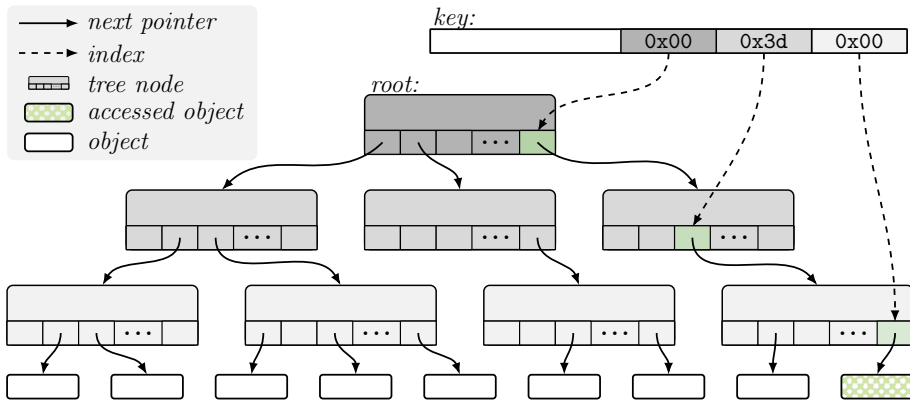 next pointer
index
tree node
accessed object
object
key:
0x00 0x3d 0x00
root:
...
... ... ...
... ... ... ...